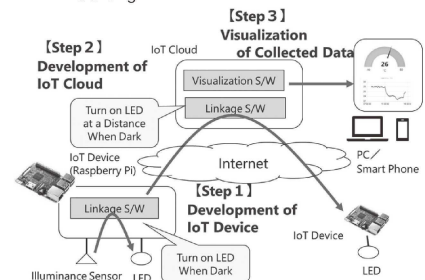 【Step 3】
Visualization
of Collected Data
【Step 2】
Development of
IoT Cloud
IoT Cloud
Visualization S/W
Linkage S/W
Turn on LED
at a Distance
When Dark
26
IoT Device
(Raspberry Pi)
Internet
PC／
Smart Phone
【Step 1】
Development of
IoT Device
Linkage S/W
IoT Device
Turn on LED
When Dark
LED
Illuminance Sensor
LED